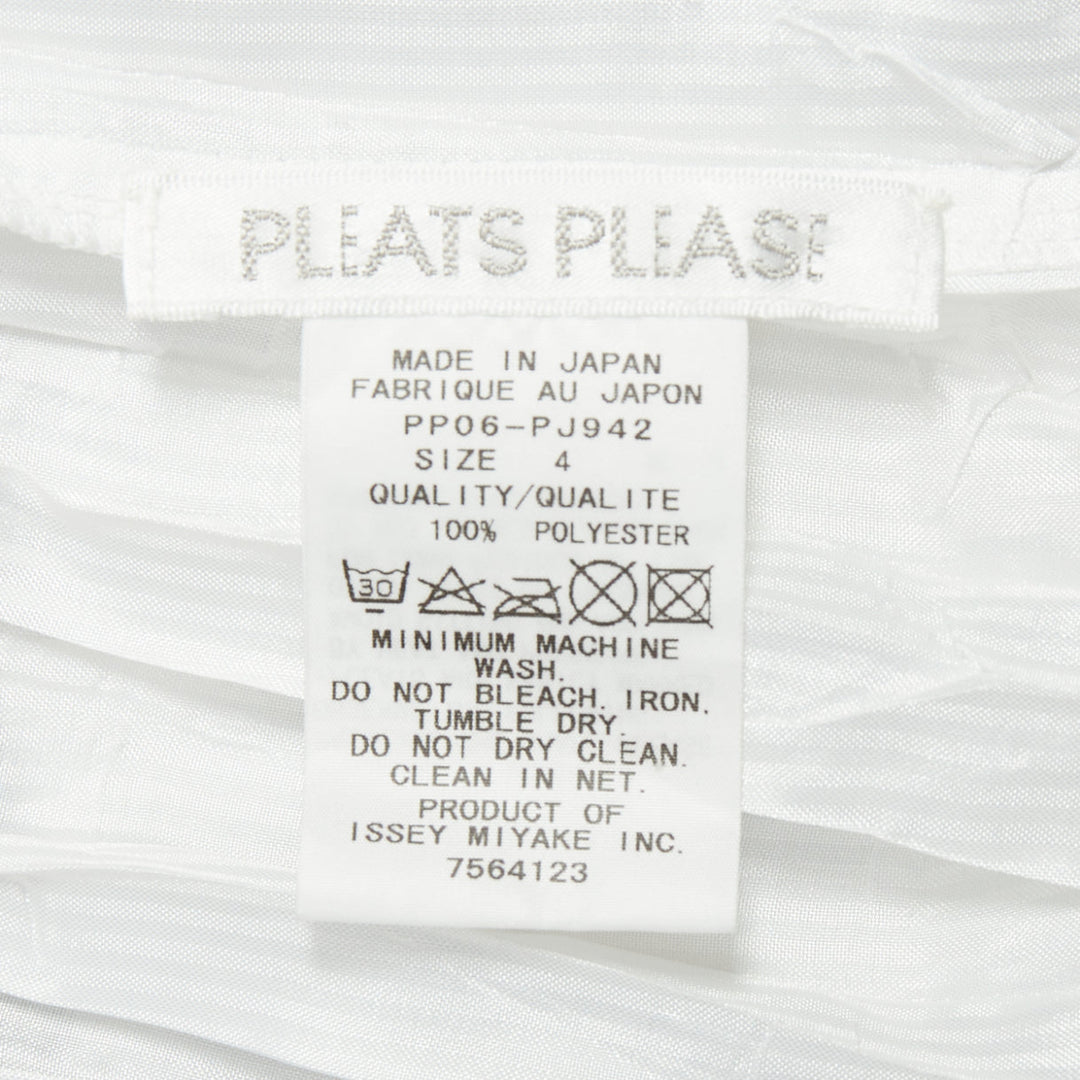 PLEATS PLEASE
MADE IN JAPAN
FABRIQUE AU JAPON
PP06-PJ942
SIZE 4
QUALITY/QUALITE
100% POLYESTER
30
MINIMUM MACHINE
WASH.
DO NOT BLEACH. IRON.
TUMBLE DRY.
DO NOT DRY CLEAN.
CLEAN IN NET.
PRODUCT OF
ISSEY MIYAKE INC.
7564123